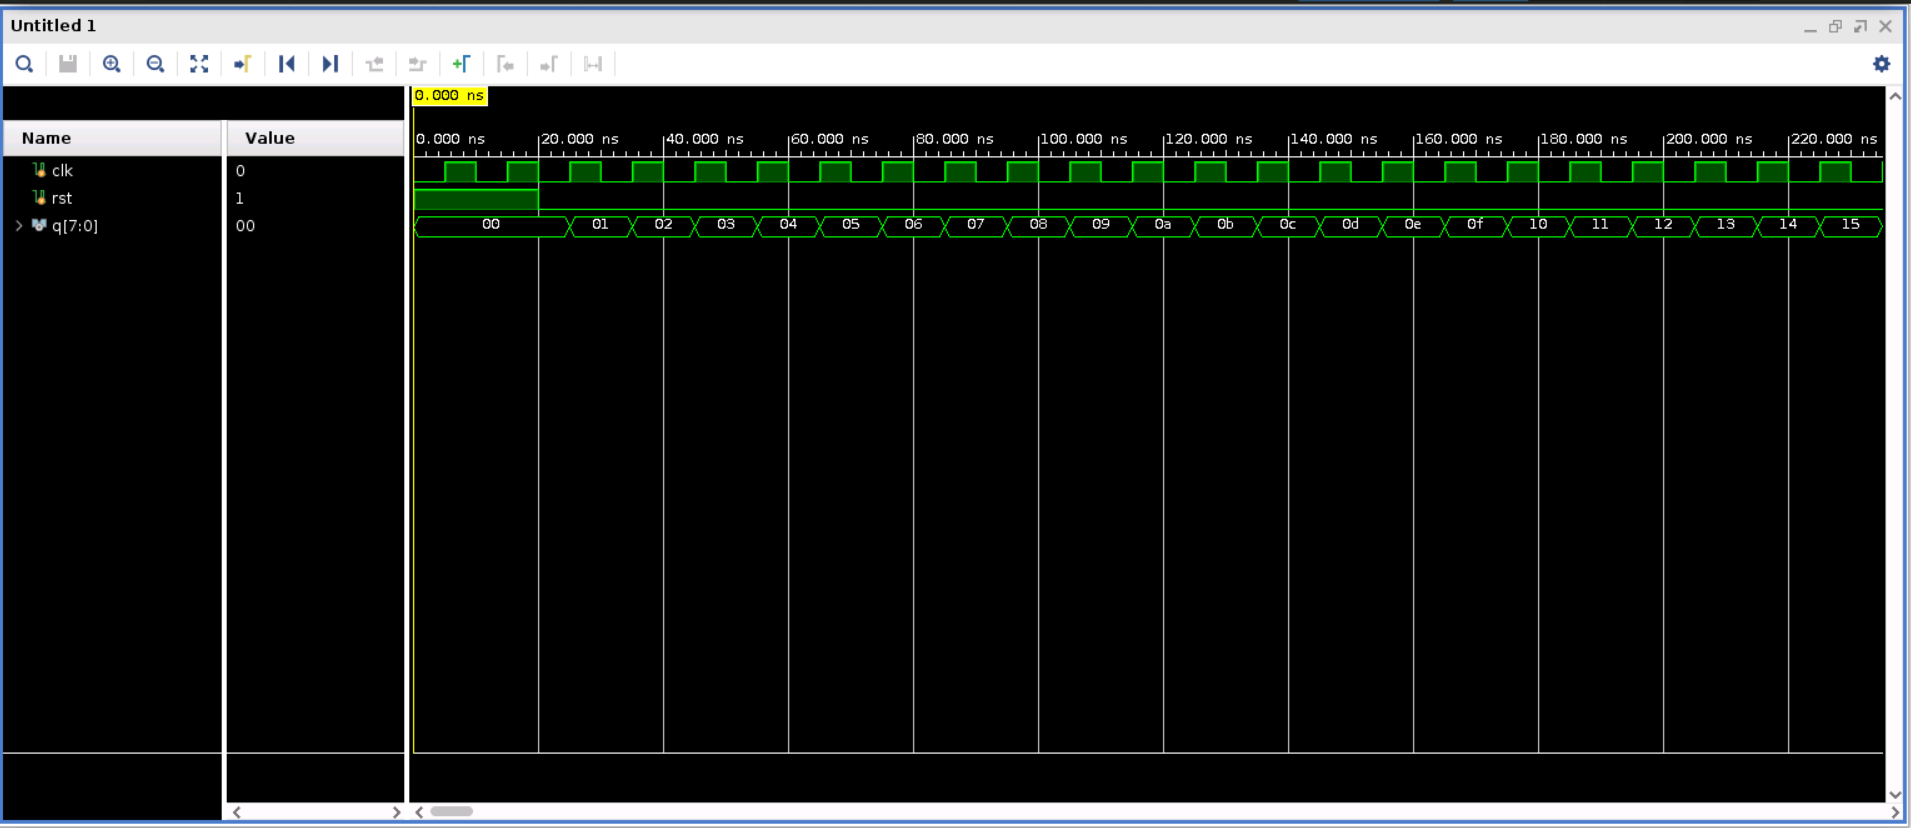 Untitled 1
0.000 ns
Name Value 0.000 ns 20.000 ns 40.000 ns 60.000 ns 80.000 ns 100.000 ns 120.000 ns 140.000 ns 160.000 ns 180.000 ns 200.000 ns 220.000 ns
clk 0
rst 1
q[7:0] 00 00 01 02 03 04 05 06 07 08 09 0a 0b 0c 0d 0e 0f 10 11 12 13 14 15